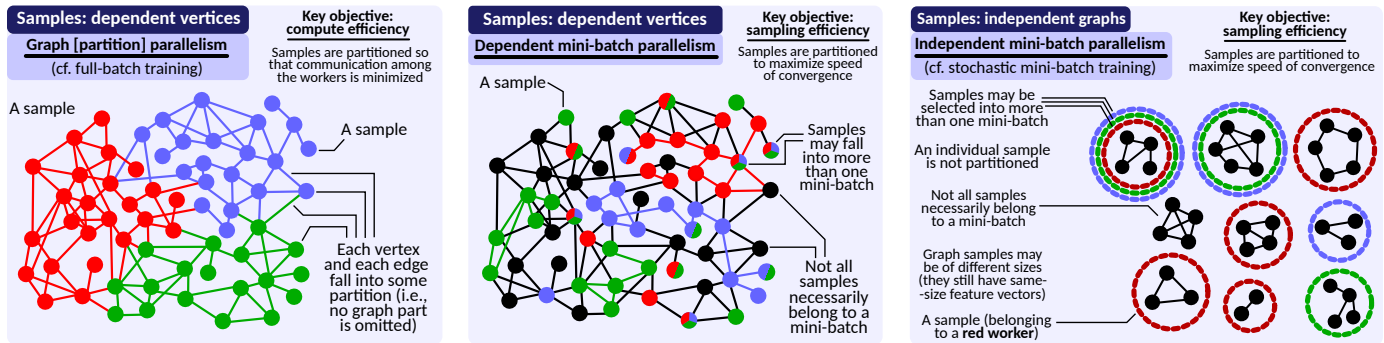 Samples: dependent vertices
Graph [partition] parallelism
(cf. full-batch training)
Key objective:
compute efficiency
Samples are partitioned so
that communication among
the workers is minimized
A sample
A sample
Each vertex
and each edge
fall into some
partition (i.e.,
no graph part
is omitted)
Samples: dependent vertices
Dependent mini-batch parallelism
Key objective:
sampling efficiency
Samples are partitioned
to maximize speed
of convergence
A sample
Samples
may fall
into more
than one
mini-batch
Not all
samples
necessarily
belong to a
mini-batch
Samples: independent graphs
Independent mini-batch parallelism
(cf. stochastic mini-batch training)
Key objective:
sampling efficiency
Samples are partitioned to
maximize speed of convergence
Samples may be
selected into more
than one mini-batch
An individual sample
is not partitioned
Not all samples
necessarily belong
to a mini-batch
Graph samples may
be of different sizes
(they still have same-
-size feature vectors)
A sample (belonging
to a red worker)